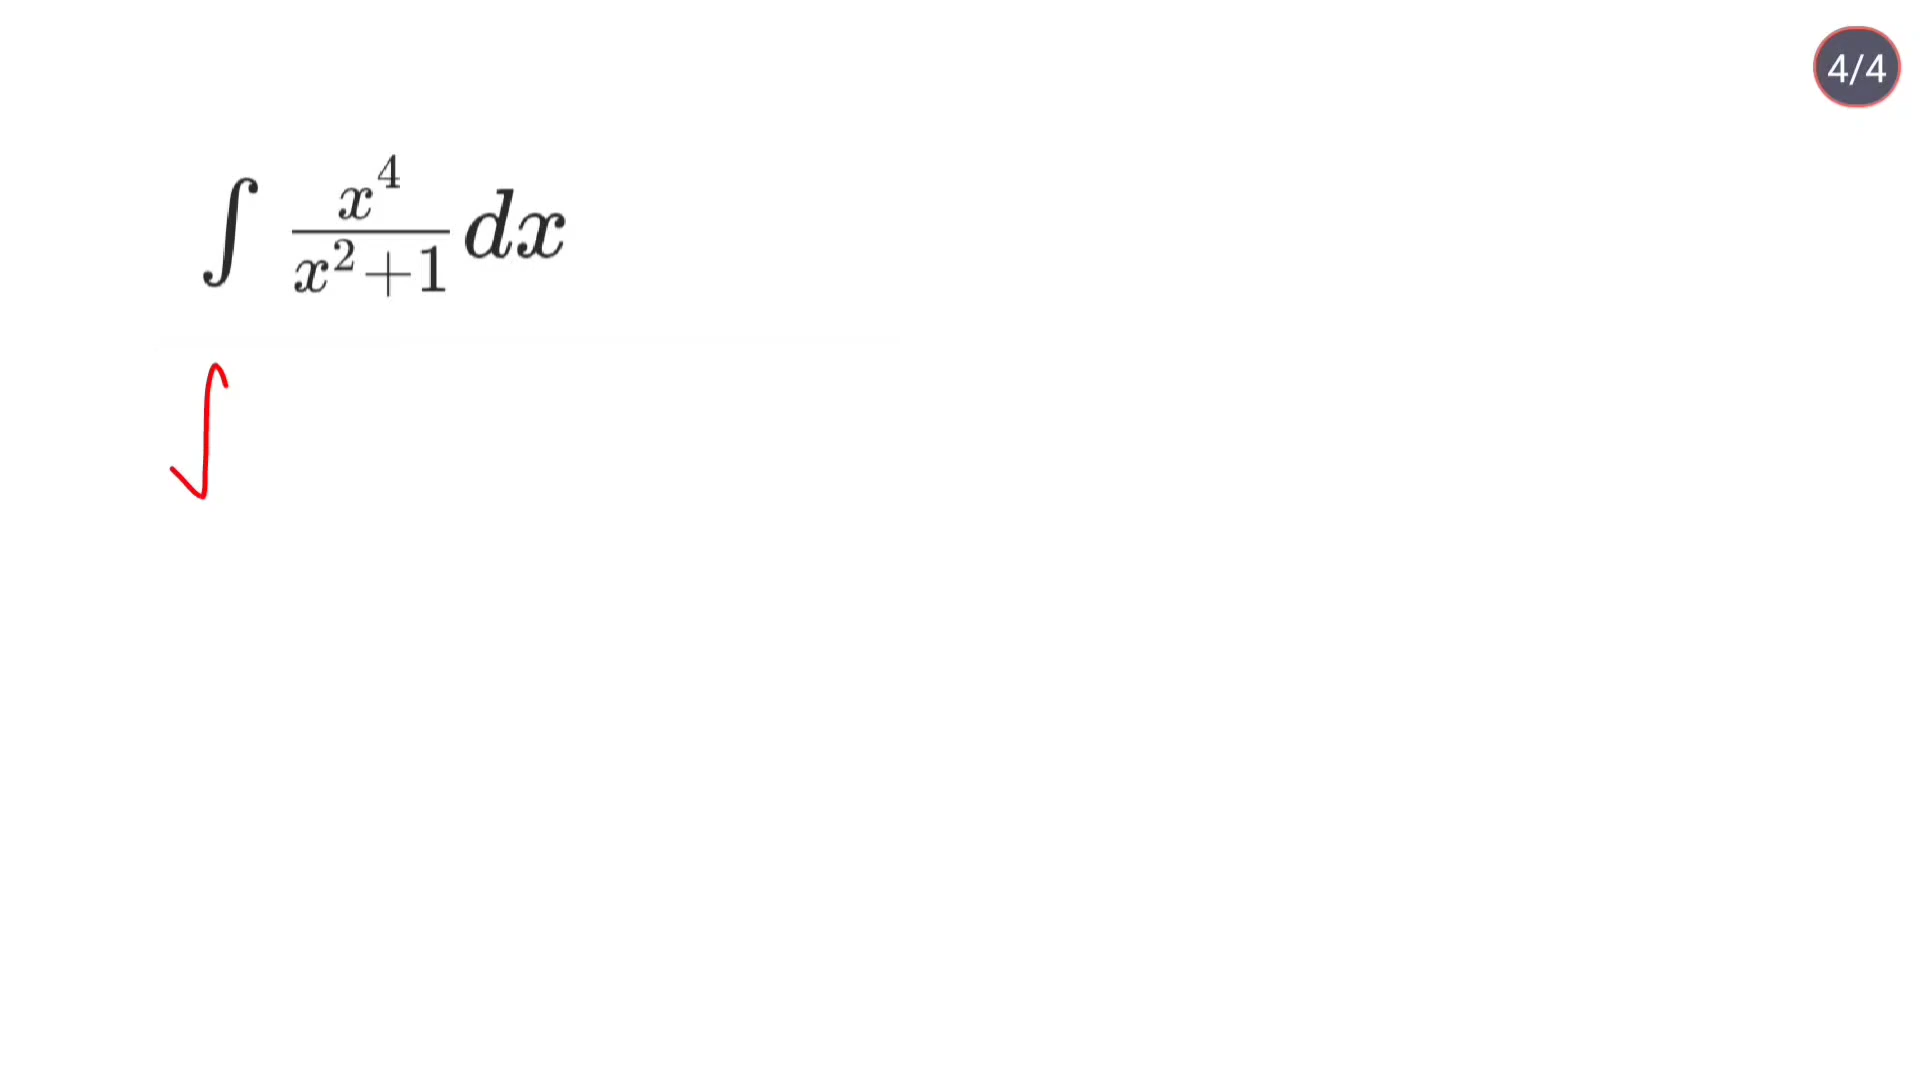 4/4
∫ x⁴/(x²+1) dx
∫